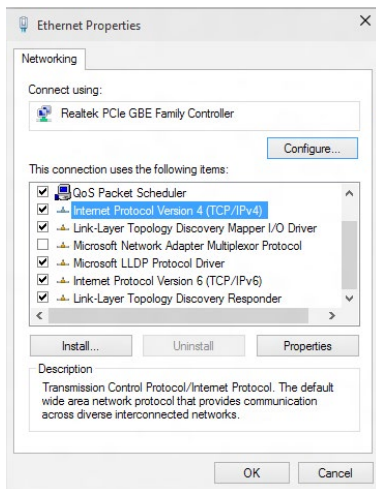 Ethernet Properties
Networking
Connect using:
Realtek PCIe GBE Family Controller
Configure...
This connection uses the following items:
QoS Packet Scheduler
Internet Protocol Version 4 (TCP/IPv4)
Link-Layer Topology Discovery Mapper I/O Driver
Microsoft Network Adapter Multiplexor Protocol
Microsoft LLDP Protocol Driver
Internet Protocol Version 6 (TCP/IPv6)
Link-Layer Topology Discovery Responder
Install... Uninstall Properties
Description
Transmission Control Protocol/Internet Protocol. The default
wide area network protocol that provides communication
across diverse interconnected networks.
OK Cancel